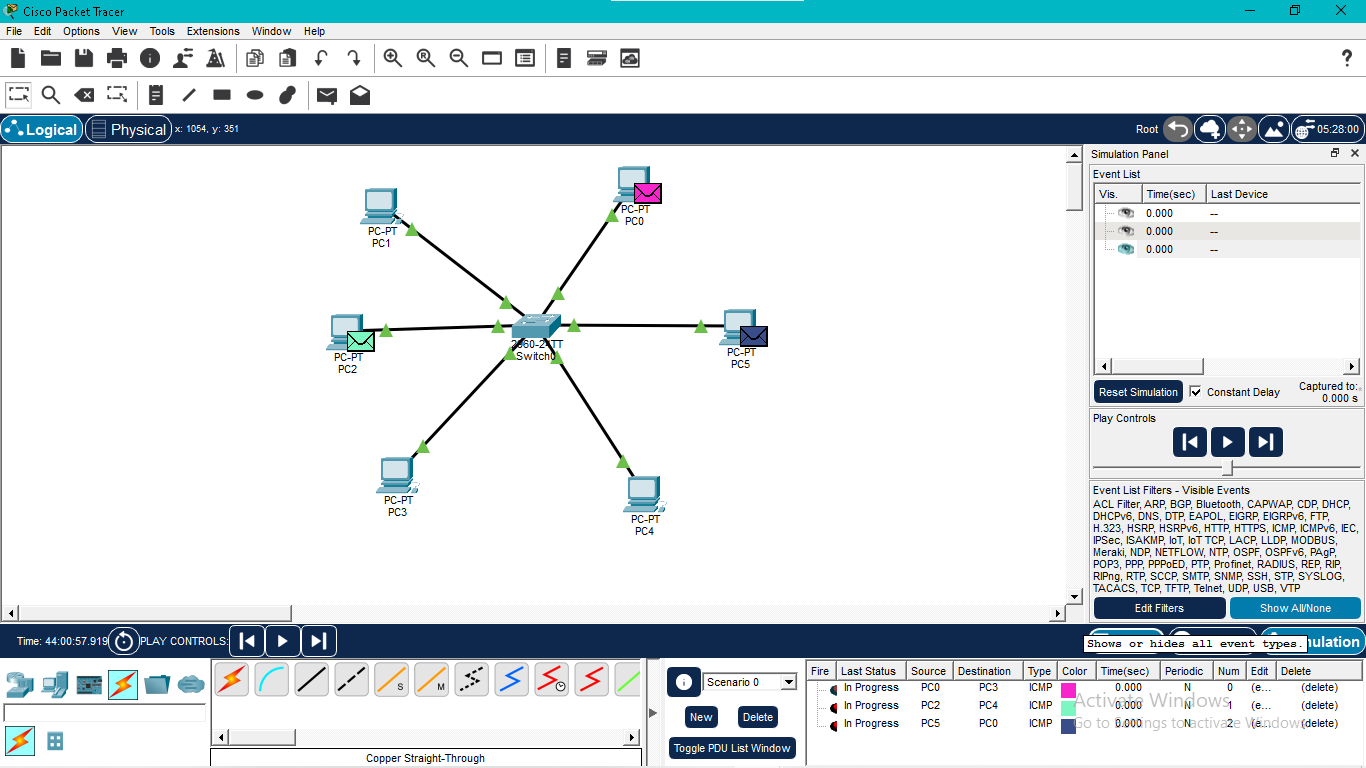 Cisco Packet Tracer
File Edit Options View Tools Extensions Window Help
Logical
Physical
x: 1054, y: 351
Root
05:28:00
PC-PT
PC1
PC-PT
PC0
PC-PT
PC2
2960-24TT
Switch0
PC-PT
PC5
PC-PT
PC3
PC-PT
PC4
Simulation Panel
Event List
Vis. Time(sec) Last Device
0.000 --
0.000 --
0.000 --
Reset Simulation
Constant Delay
Captured to:
0.000 s
Play Controls
Event List Filters - Visible Events
ACL Filter, ARP, BGP, Bluetooth, CAPWAP, CDP, DHCP,
DHCPv6, DNS, DTP, EAPOL, EIGRP, EIGRPv6, FTP,
H.323, HSRP, HSRPv6, HTTP, HTTPS, ICMP, ICMPv6, IEC,
IPSec, ISAKMP, IoT, IoT TCP, LACP, LLDP, MODBUS,
Meraki, NDP, NETFLOW, NTP, OSPF, OSPFv6, PAgP,
POP3, PPP, PPPoED, PTP, Profinet, RADIUS, REP, RIP,
RIPng, RTP, SCCP, SMTP, SNMP, SSH, STP, SYSLOG,
TACACS, TCP, TFTP, Telnet, UDP, USB, VTP
Edit Filters
Show All/None
Time: 44:00:57.919
PLAY CONTROLS:
Shows or hides all event types.
S
M
Copper Straight-Through
Scenario 0
New
Delete
Toggle PDU List Window
Fire Last Status Source Destination Type Color Time(sec) Periodic Num Edit Delete
In Progress PC0 PC3 ICMP 0.000 N 0 (e... (delete)
In Progress PC2 PC4 ICMP 0.000 N 1 (e... (delete)
In Progress PC5 PC0 ICMP 0.000 N 2 (e... (delete)
Activate Windows
Go to Settings to activate Windows.